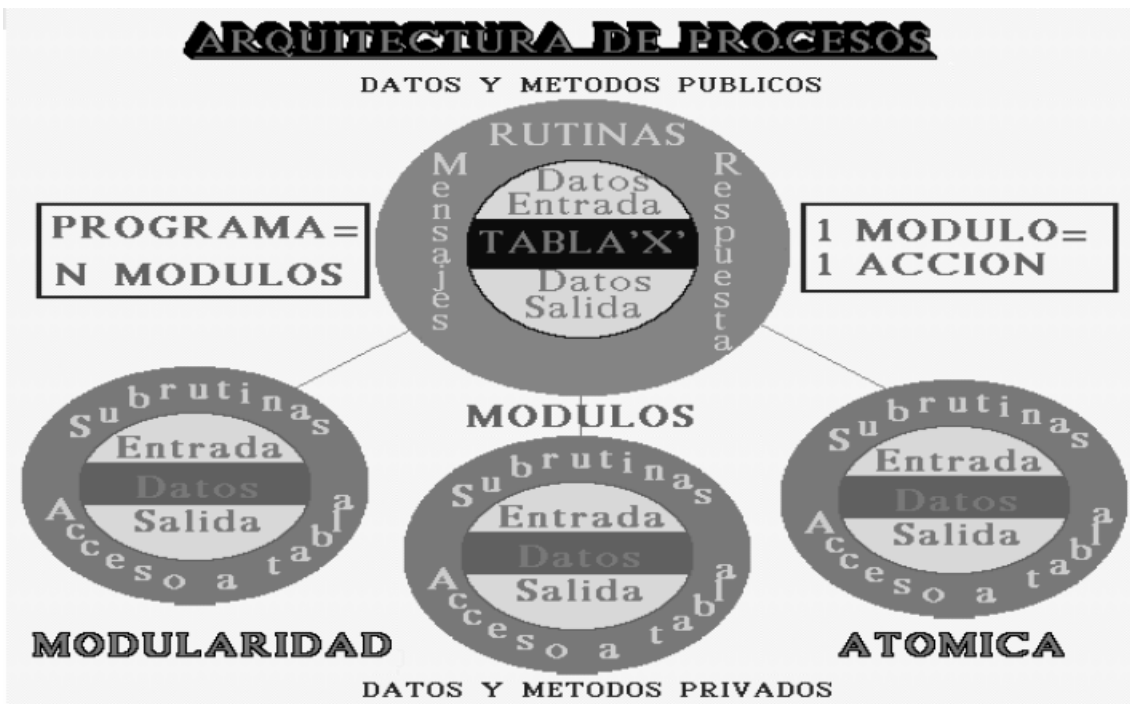 ARQUITECTURA DE PROCESOS
DATOS Y METODOS PUBLICOS
RUTINAS
Mensajes
Respuesta
Datos
Entrada
TABLA'X'
Datos
Salida
PROGRAMA=
N MODULOS
1 MODULO=
1 ACCION
MODULOS
Subrutinas
Entrada
Datos
Salida
Acceso a tabla
Subrutinas
Entrada
Datos
Salida
Acceso a tabla
Subrutinas
Entrada
Datos
Salida
Acceso a tabla
MODULARIDAD
ATOMICA
DATOS Y METODOS PRIVADOS